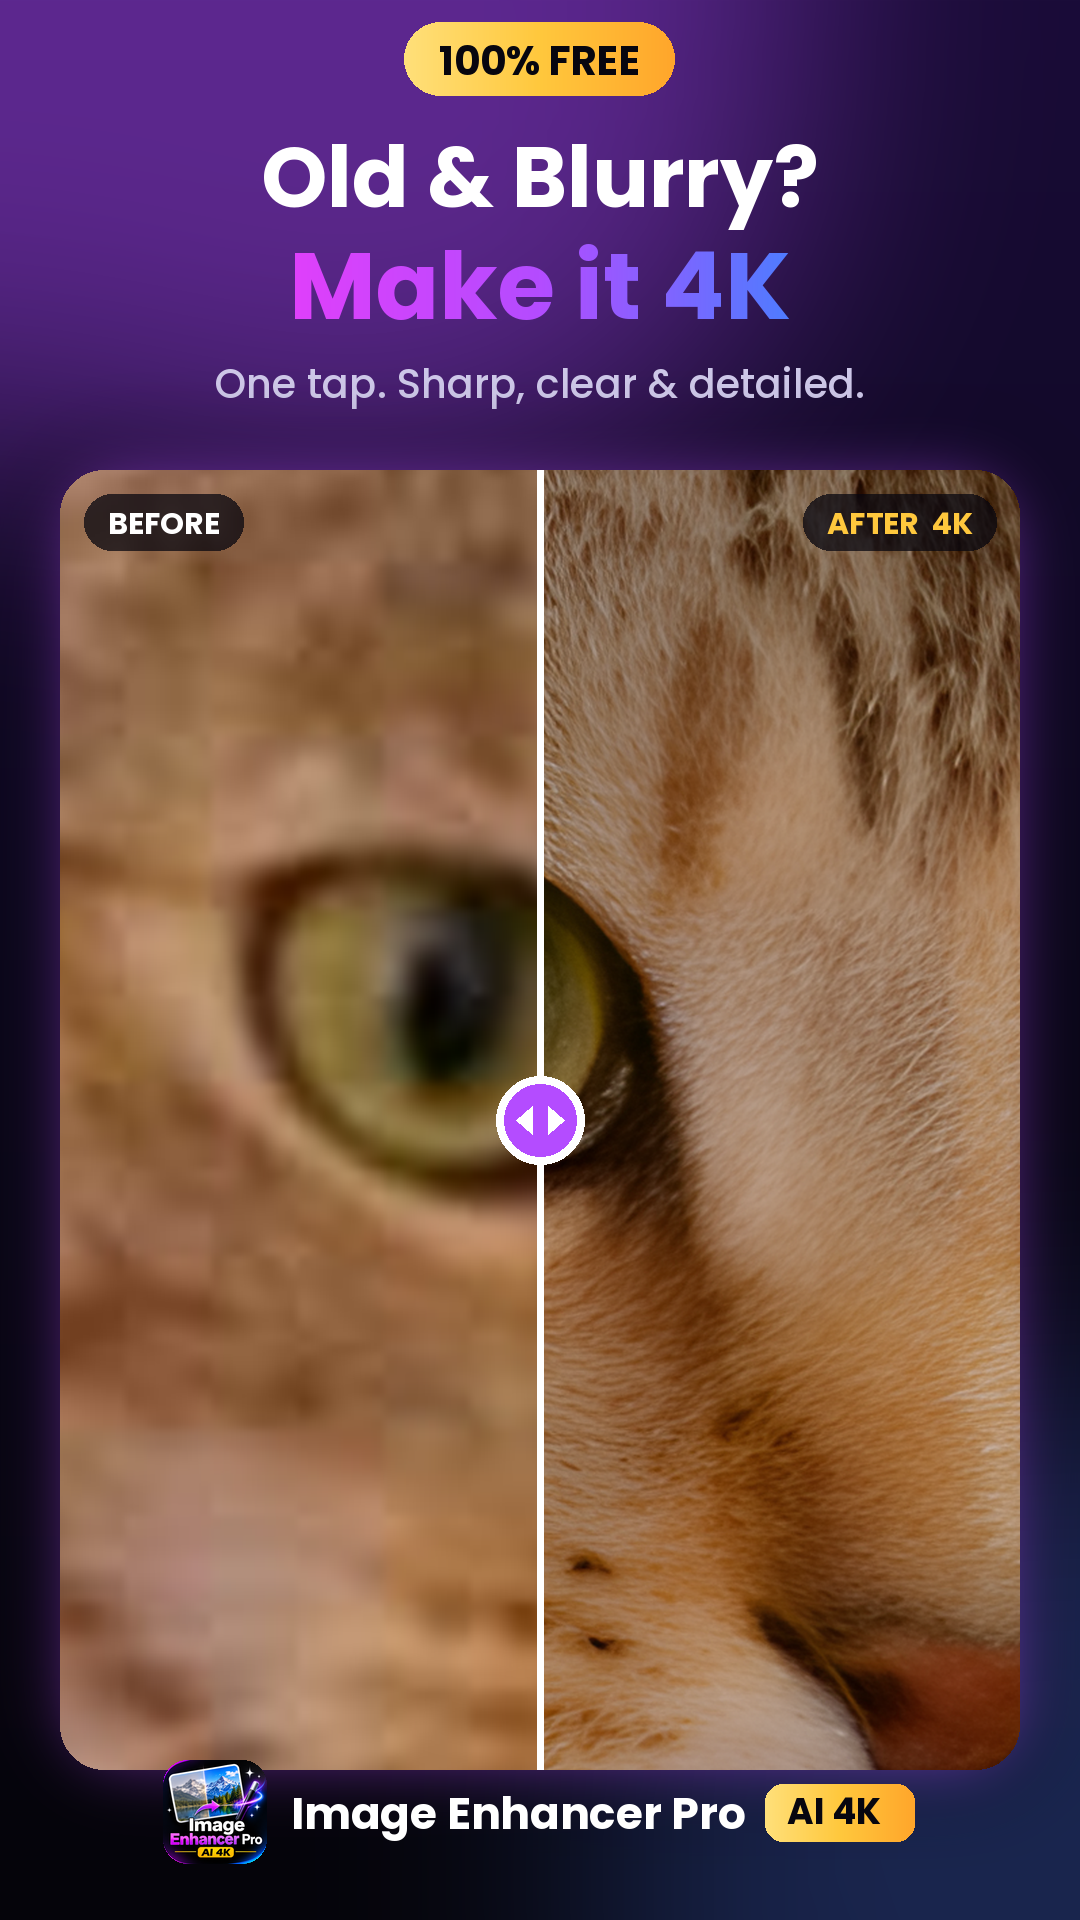 100% FREE
Old & Blurry?
Make it 4K
One tap. Sharp, clear & detailed.
BEFORE
AFTER 4K
Image
Enhancer Pro
AI 4K
Image Enhancer Pro
AI 4K